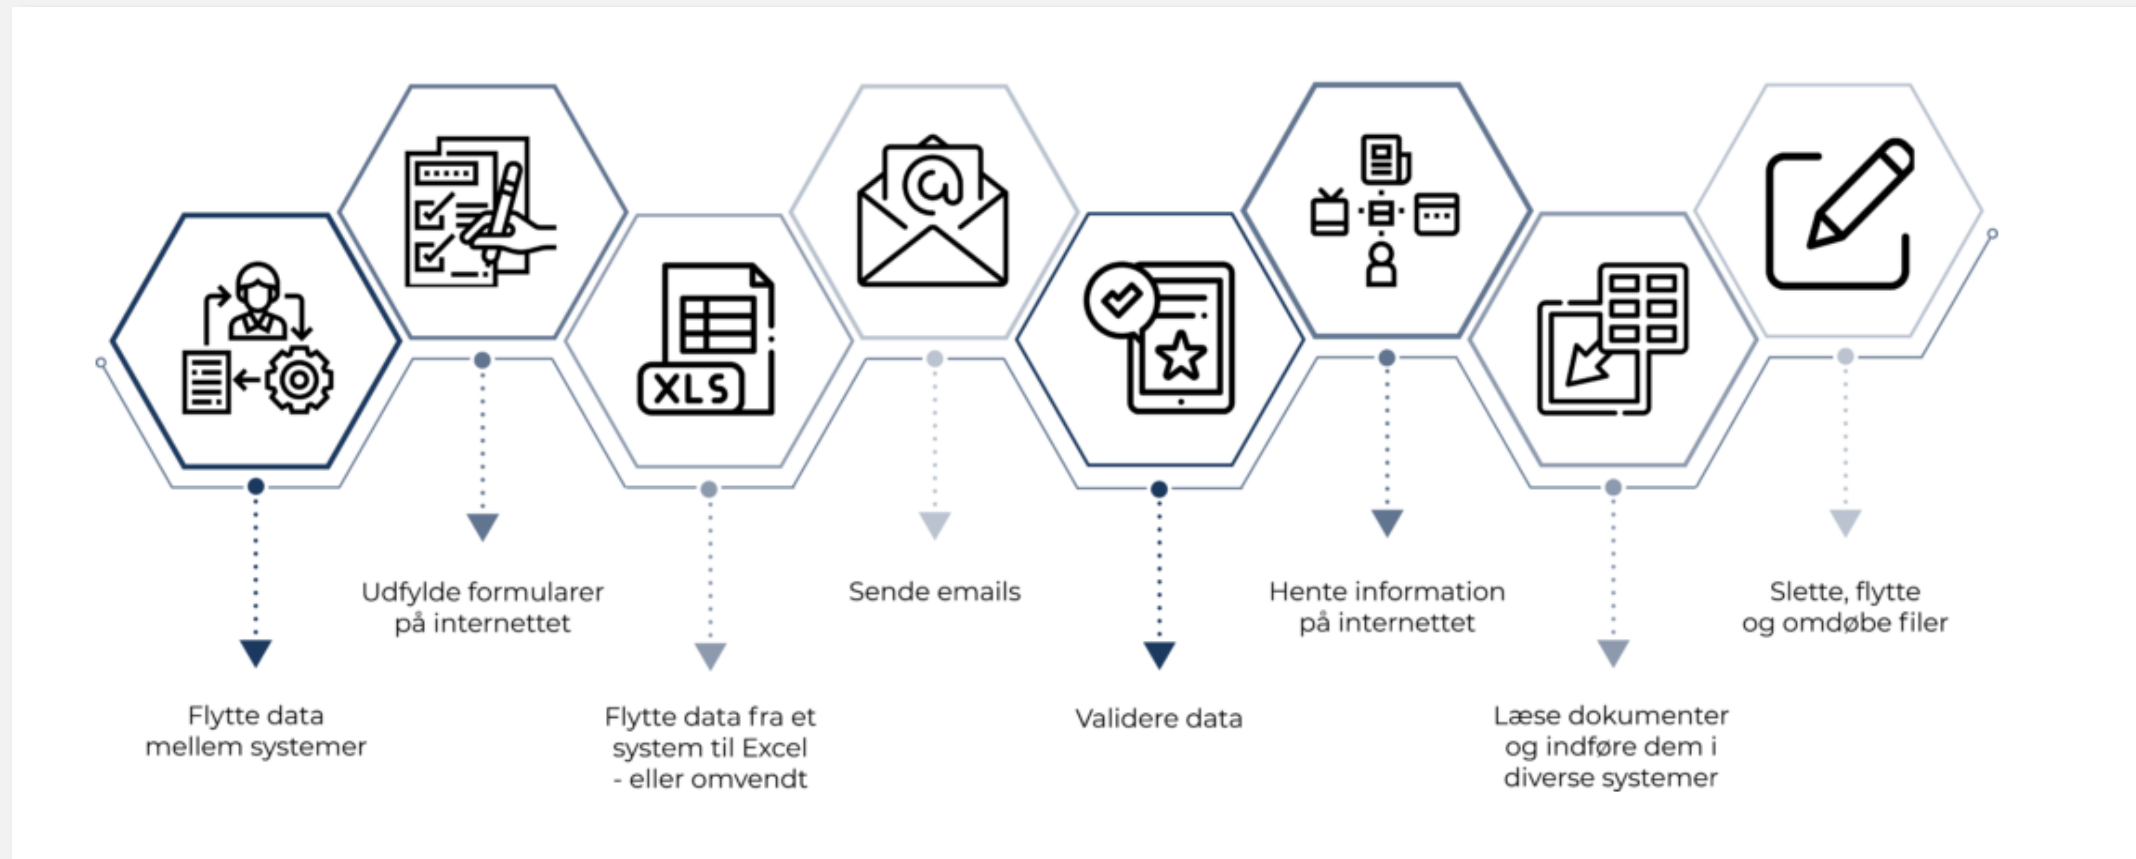 XLS
Flytte data
mellem systemer
Udfylde formularer
på internettet
Flytte data fra et
system til Excel
- eller omvendt
Sende emails
Validere data
Hente information
på internettet
Læse dokumenter
og indføre dem i
diverse systemer
Slette, flytte
og omdøbe filer